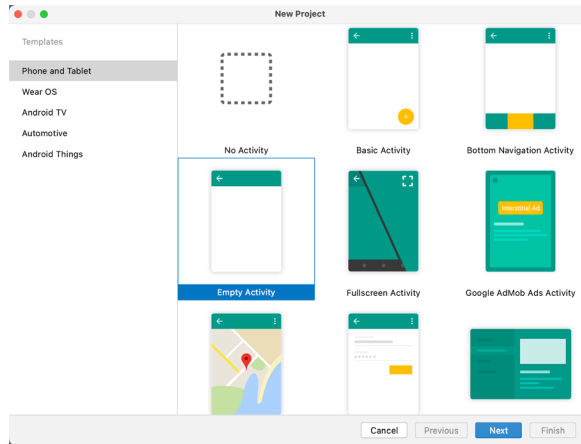 New Project
Templates
Phone and Tablet
Wear OS
Android TV
Automotive
Android Things
No Activity
Basic Activity
Bottom Navigation Activity
Interstitial Ad
Empty Activity
Fullscreen Activity
Google AdMob Ads Activity
Cancel
Previous
Next
Finish